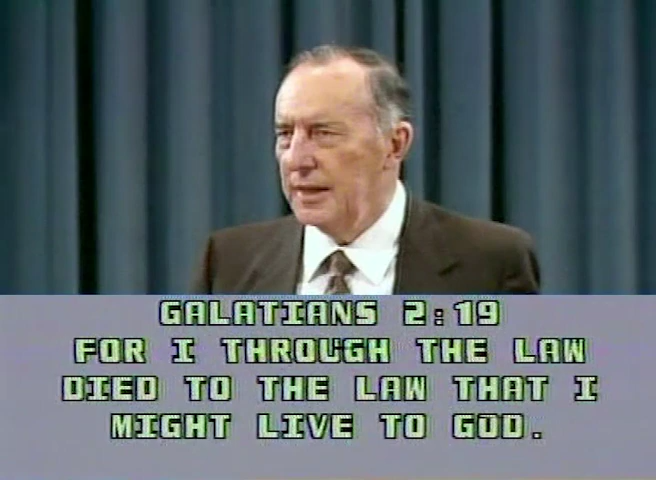 GALATIANS 2:19
FOR I THROUGH THE LAW
DIED TO THE LAW THAT I
MIGHT LIVE TO GOD.